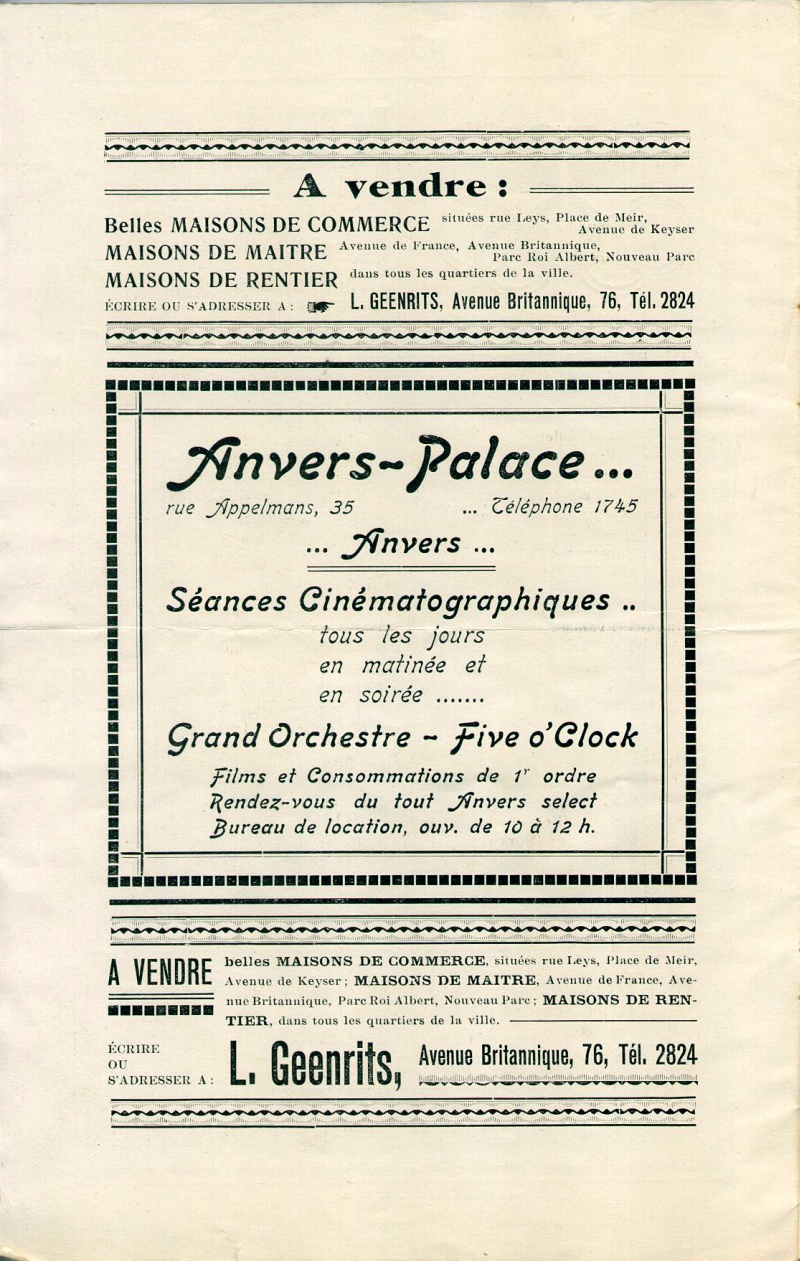 A vendre :
Belles MAISONS DE COMMERCE situées rue Leys, Place de Meir, Avenue de Keyser
MAISONS DE MAITRE Avenue de France, Avenue Britannique, Parc Roi Albert, Nouveau Parc
MAISONS DE RENTIER dans tous les quartiers de la ville.
ÉCRIRE OU S'ADRESSER A : L. GEENRITS, Avenue Britannique, 76, Tél. 2824
Anvers-Palace ...
rue Appelmans, 35 ... Téléphone 1745
... Anvers ...
Séances Cinématographiques ..
tous les jours
en matinée et
en soirée .......
Grand Orchestre - Five o'Clock
Films et Consommations de 1r ordre
Rendez-vous du tout Anvers select
Bureau de location, ouv. de 10 à 12 h.
A VENDRE belles MAISONS DE COMMERCE, situées rue Leys, Place de Meir,
Avenue de Keyser ; MAISONS DE MAITRE, Avenue de France, Ave-
nue Britannique, Parc Roi Albert, Nouveau Parc ; MAISONS DE REN-
TIER, dans tous les quartiers de la ville.
ÉCRIRE
OU
S'ADRESSER A :
L. Geenrits, Avenue Britannique, 76, Tél. 2824